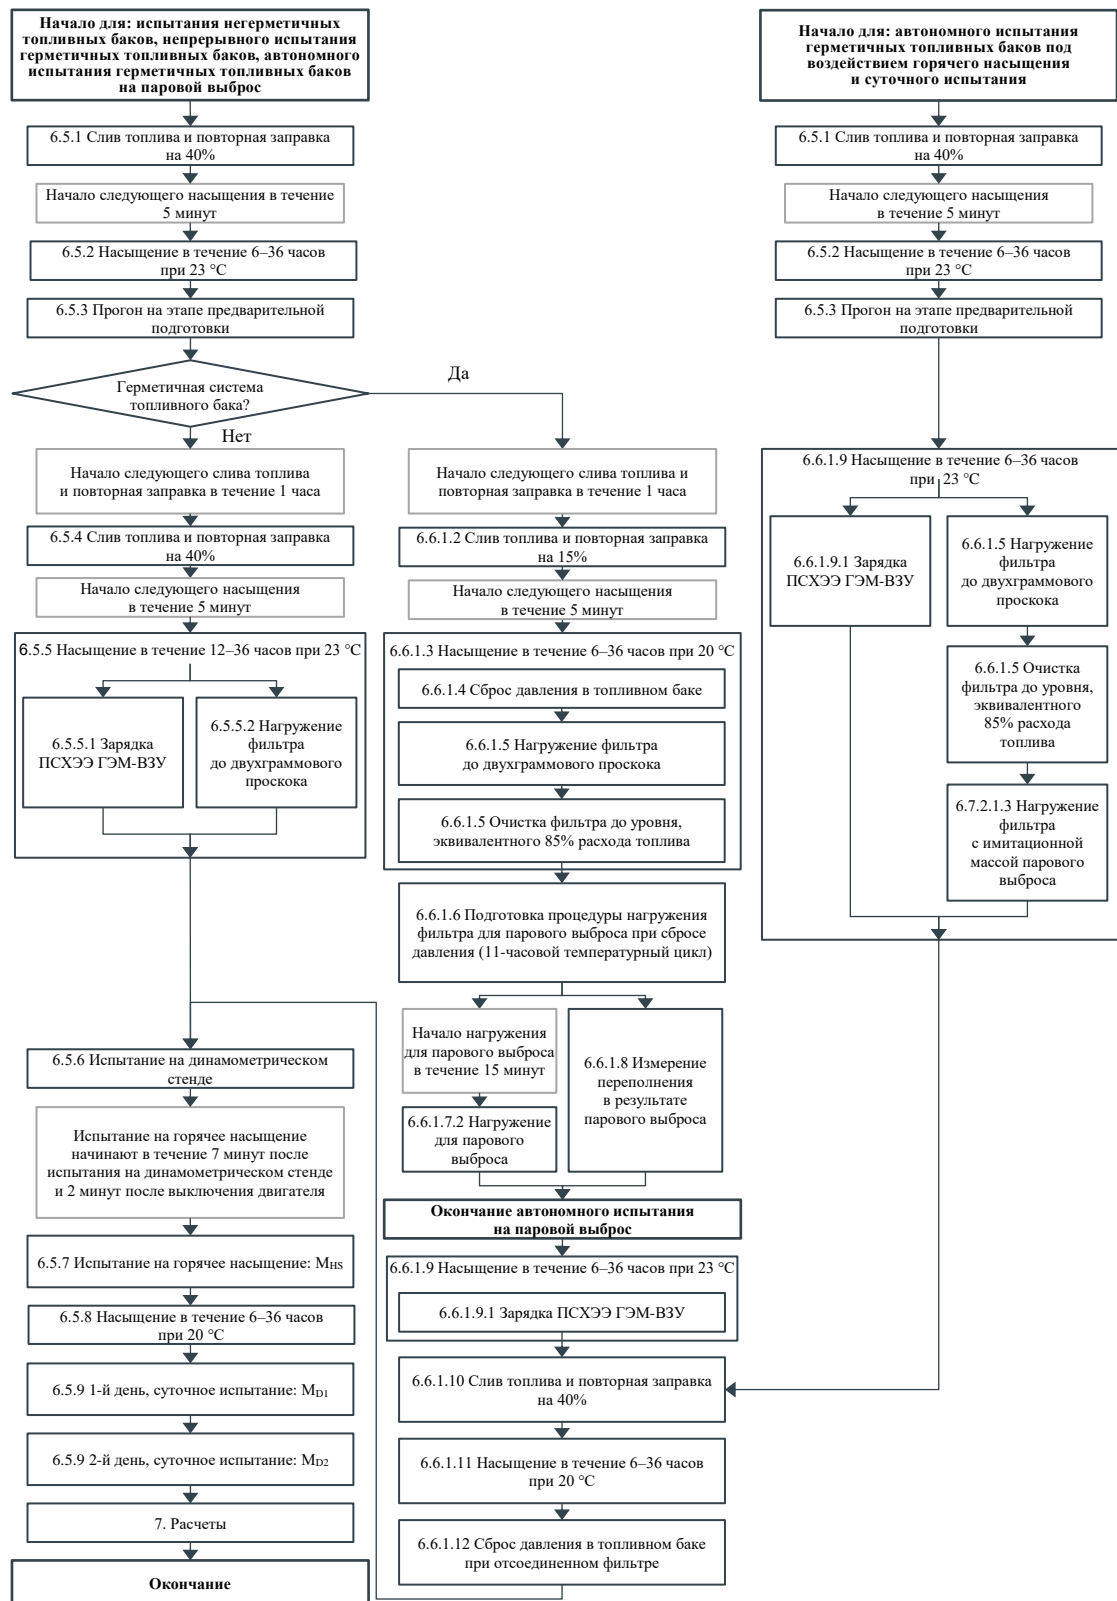 Начало для: испытания негерметичных
топливных баков, непрерывного испытания
герметичных топливных баков, автономного
испытания герметичных топливных баков
на паровой выброс
6.5.1 Слив топлива и повторная заправка
на 40%
Начало следующего насыщения в течение
5 минут
6.5.2 Насыщение в течение 6–36 часов
при 23 °C
6.5.3 Прогон на этапе предварительной
подготовки
Герметичная система
топливного бака?
Да
Нет
Начало следующего слива топлива
и повторная заправка в течение 1 часа
6.5.4 Слив топлива и повторная заправка
на 40%
Начало следующего насыщения
в течение 5 минут
6.5.5 Насыщение в течение 12–36 часов при 23 °C
6.5.5.1 Зарядка
ПСХЭЭ ГЭМ-ВЗУ
6.5.5.2 Нагружение
фильтра
до двухграммового
проскока
6.5.6 Испытание на динамометрическом
стенде
Испытание на горячее насыщение
начинают в течение 7 минут после
испытания на динамометрическом стенде
и 2 минут после выключения двигателя
6.5.7 Испытание на горячее насыщение: MHS
6.5.8 Насыщение в течение 6–36 часов
при 20 °C
6.5.9 1-й день, суточное испытание: MD1
6.5.9 2-й день, суточное испытание: MD2
7. Расчеты
Окончание
Начало следующего слива топлива и
повторная заправка в течение 1 часа
6.6.1.2 Слив топлива и повторная заправка
на 15%
Начало следующего насыщения
в течение 5 минут
6.6.1.3 Насыщение в течение 6–36 часов при 20 °C
6.6.1.4 Сброс давления в топливном баке
6.6.1.5 Нагружение фильтра
до двухграммового проскока
6.6.1.5 Очистка фильтра до уровня,
эквивалентного 85% расхода топлива
6.6.1.6 Подготовка процедуры нагружения
фильтра для парового выброса при сбросе
давления (11-часовой температурный цикл)
Начало нагружения
для парового выброса
в течение 15 минут
6.6.1.7.2 Нагружение
для парового
выброса
6.6.1.8 Измерение
переполнения
в результате
парового выброса
Окончание автономного испытания
на паровой выброс
6.6.1.9 Насыщение в течение 6–36 часов при 23 °C
6.6.1.9.1 Зарядка ПСХЭЭ ГЭМ-ВЗУ
6.6.1.10 Слив топлива и повторная заправка
на 40%
6.6.1.11 Насыщение в течение 6–36 часов
при 20 °C
6.6.1.12 Сброс давления в топливном баке
при отсоединенном фильтре
Начало для: автономного испытания
герметичных топливных баков под
воздействием горячего насыщения
и суточного испытания
6.5.1 Слив топлива и повторная заправка
на 40%
Начало следующего насыщения
в течение 5 минут
6.5.2 Насыщение в течение 6–36 часов
при 23 °C
6.5.3 Прогон на этапе предварительной
подготовки
6.6.1.9 Насыщение в течение 6–36 часов
при 23 °C
6.6.1.9.1 Зарядка
ПСХЭЭ ГЭМ-ВЗУ
6.6.1.5 Нагружение
фильтра
до двухграммового
проскока
6.6.1.5 Очистка
фильтра до уровня,
эквивалентного
85% расхода
топлива
6.7.2.1.3 Нагружение
фильтра
с имитационной
массой парового
выброса